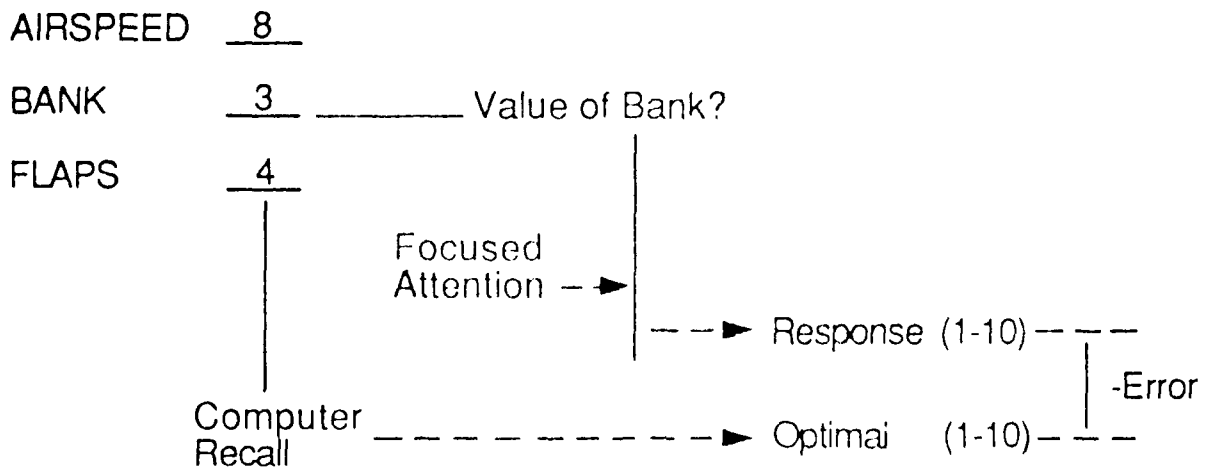 AIRSPEED 8
BANK 3 Value of Bank?
FLAPS 4
Focused
Attention
Response (1-10)
-Error
Computer
Recall
Optimai (1-10)